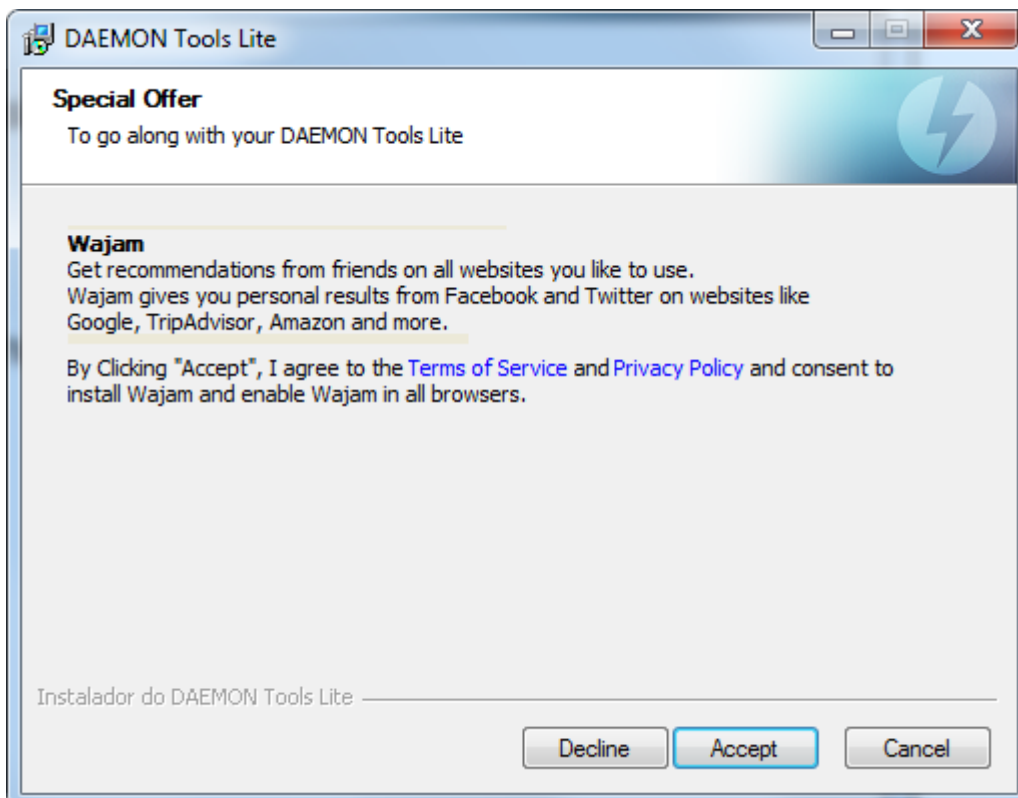 DAEMON Tools Lite
Special Offer
To go along with your DAEMON Tools Lite
Wajam
Get recommendations from friends on all websites you like to use.
Wajam gives you personal results from Facebook and Twitter on websites like
Google, TripAdvisor, Amazon and more.
By Clicking "Accept", I agree to the Terms of Service and Privacy Policy and consent to
install Wajam and enable Wajam in all browsers.
Instalador do DAEMON Tools Lite
Decline Accept Cancel